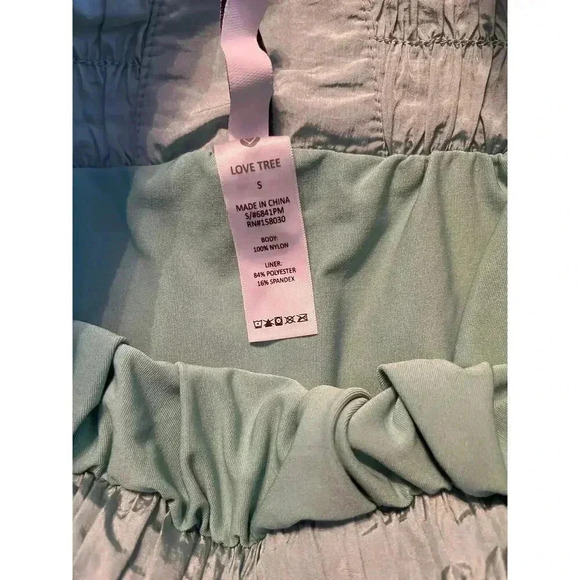 LOVE TREE
S
MADE IN CHINA
S/#6841PM
RN#158030
BODY:
100% NYLON
LINER:
84% POLYESTER
16% SPANDEX